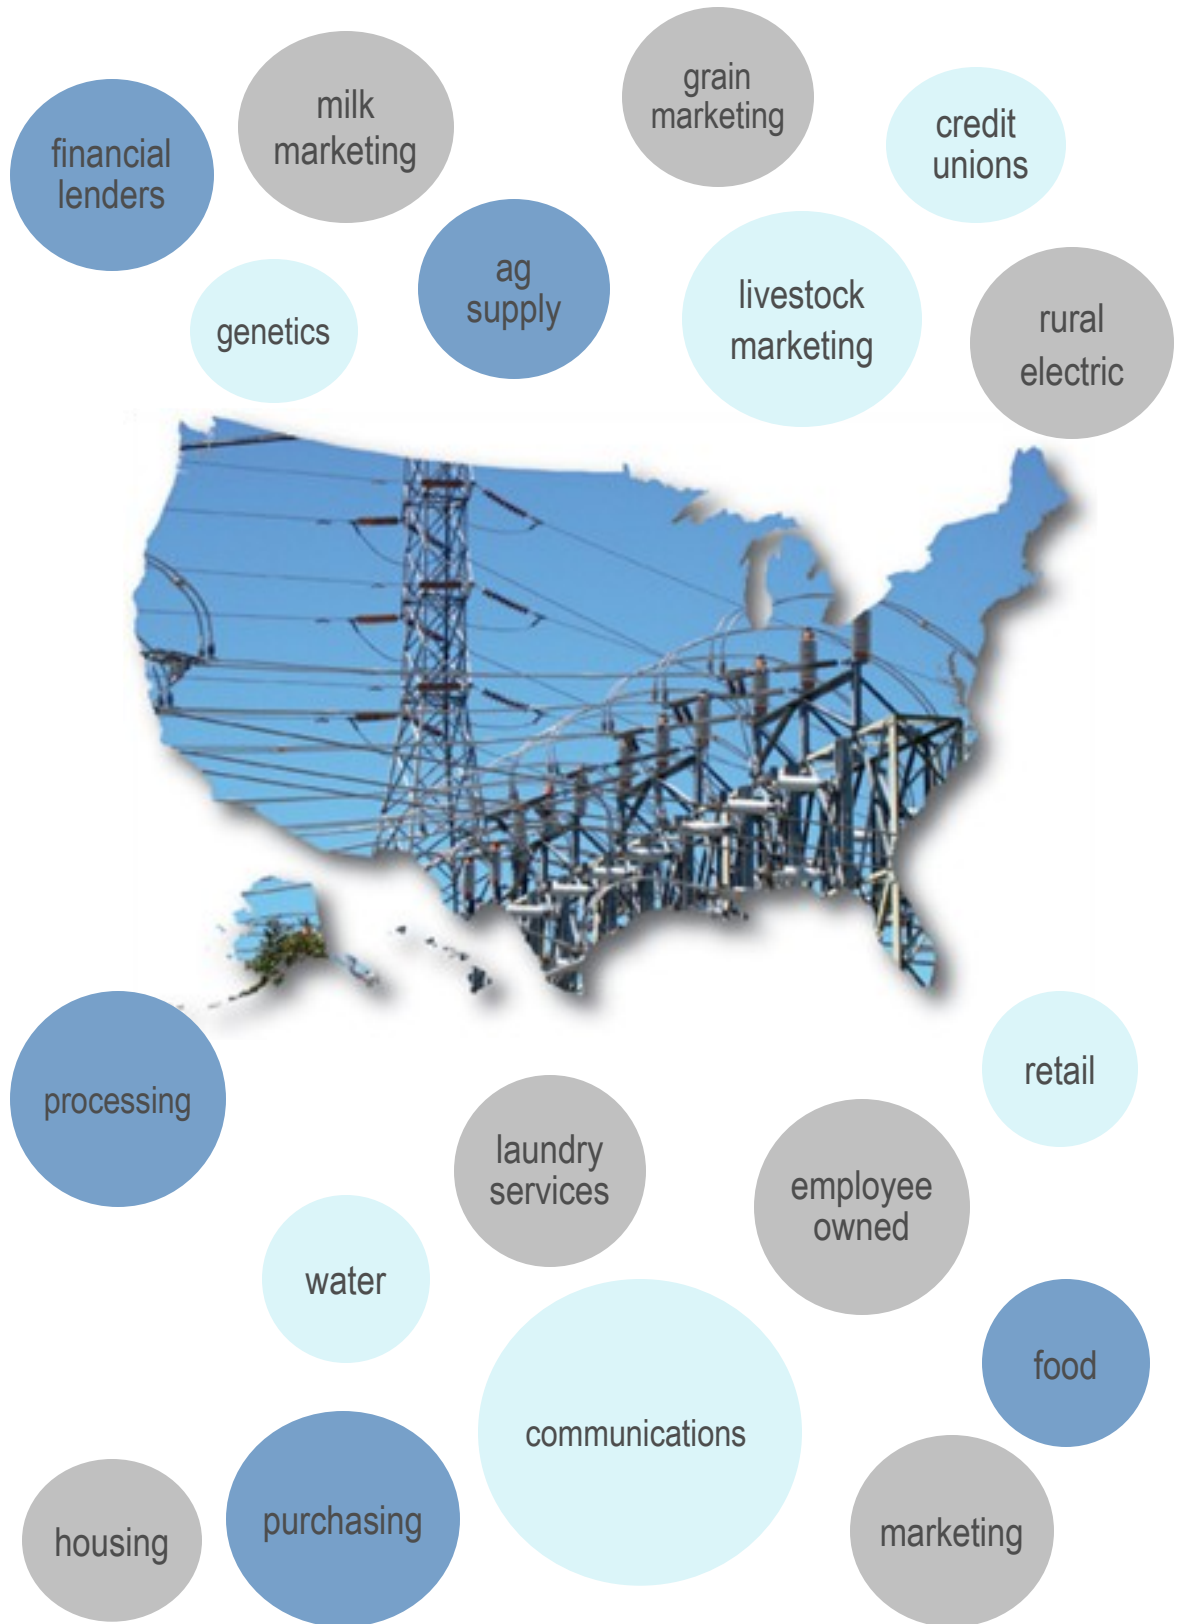 financial
lenders
milk
marketing
grain
marketing
credit
unions
genetics
ag
supply
livestock
marketing
rural
electric
processing
retail
laundry
services
employee
owned
water
food
communications
housing
purchasing
marketing